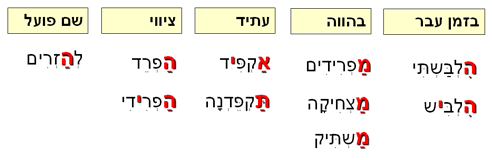 בזמן עבר בהווה עתיד ציווי שם פועל
הִלְבַּשְׁתִּי מַפְרִידִים אַקְפִּיד הַפְרֵד לְהַזְרִים
הִלְבִּישׁ מַצְחִיקָה תַּקְפֵּדְנָה הַפְרִידִי
מַשְׁתִּיק